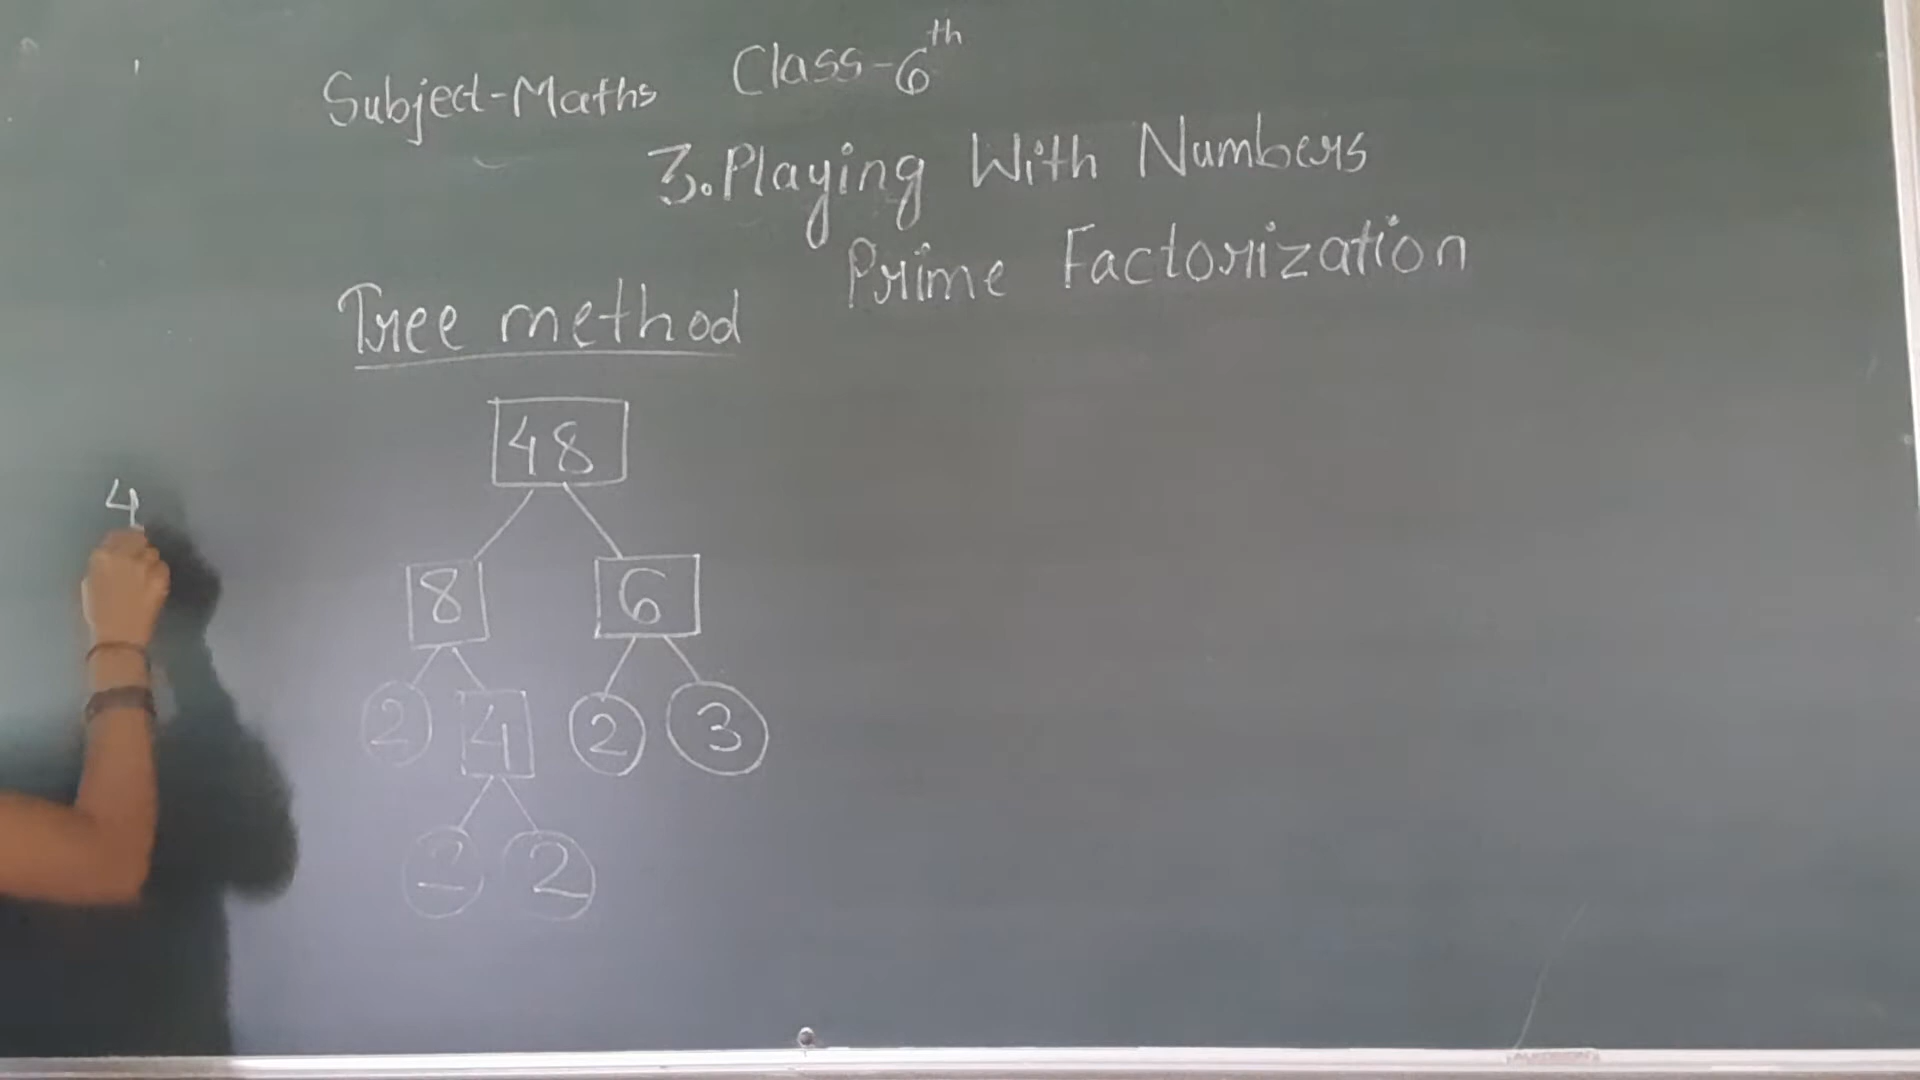 Subject-Maths Class-6th
3. Playing With Numbers
Prime Factorization
Tree method
48
4
8 6
2 4 2 3
2 2